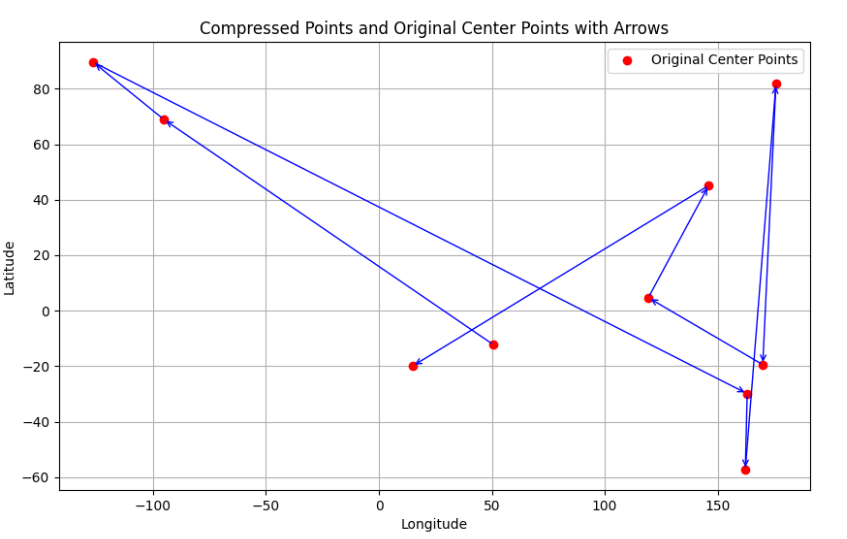 Compressed Points and Original Center Points with Arrows
Original Center Points
80
60
40
20
0
−20
−40
−60
Latitude
−100 −50 0 50 100 150
Longitude